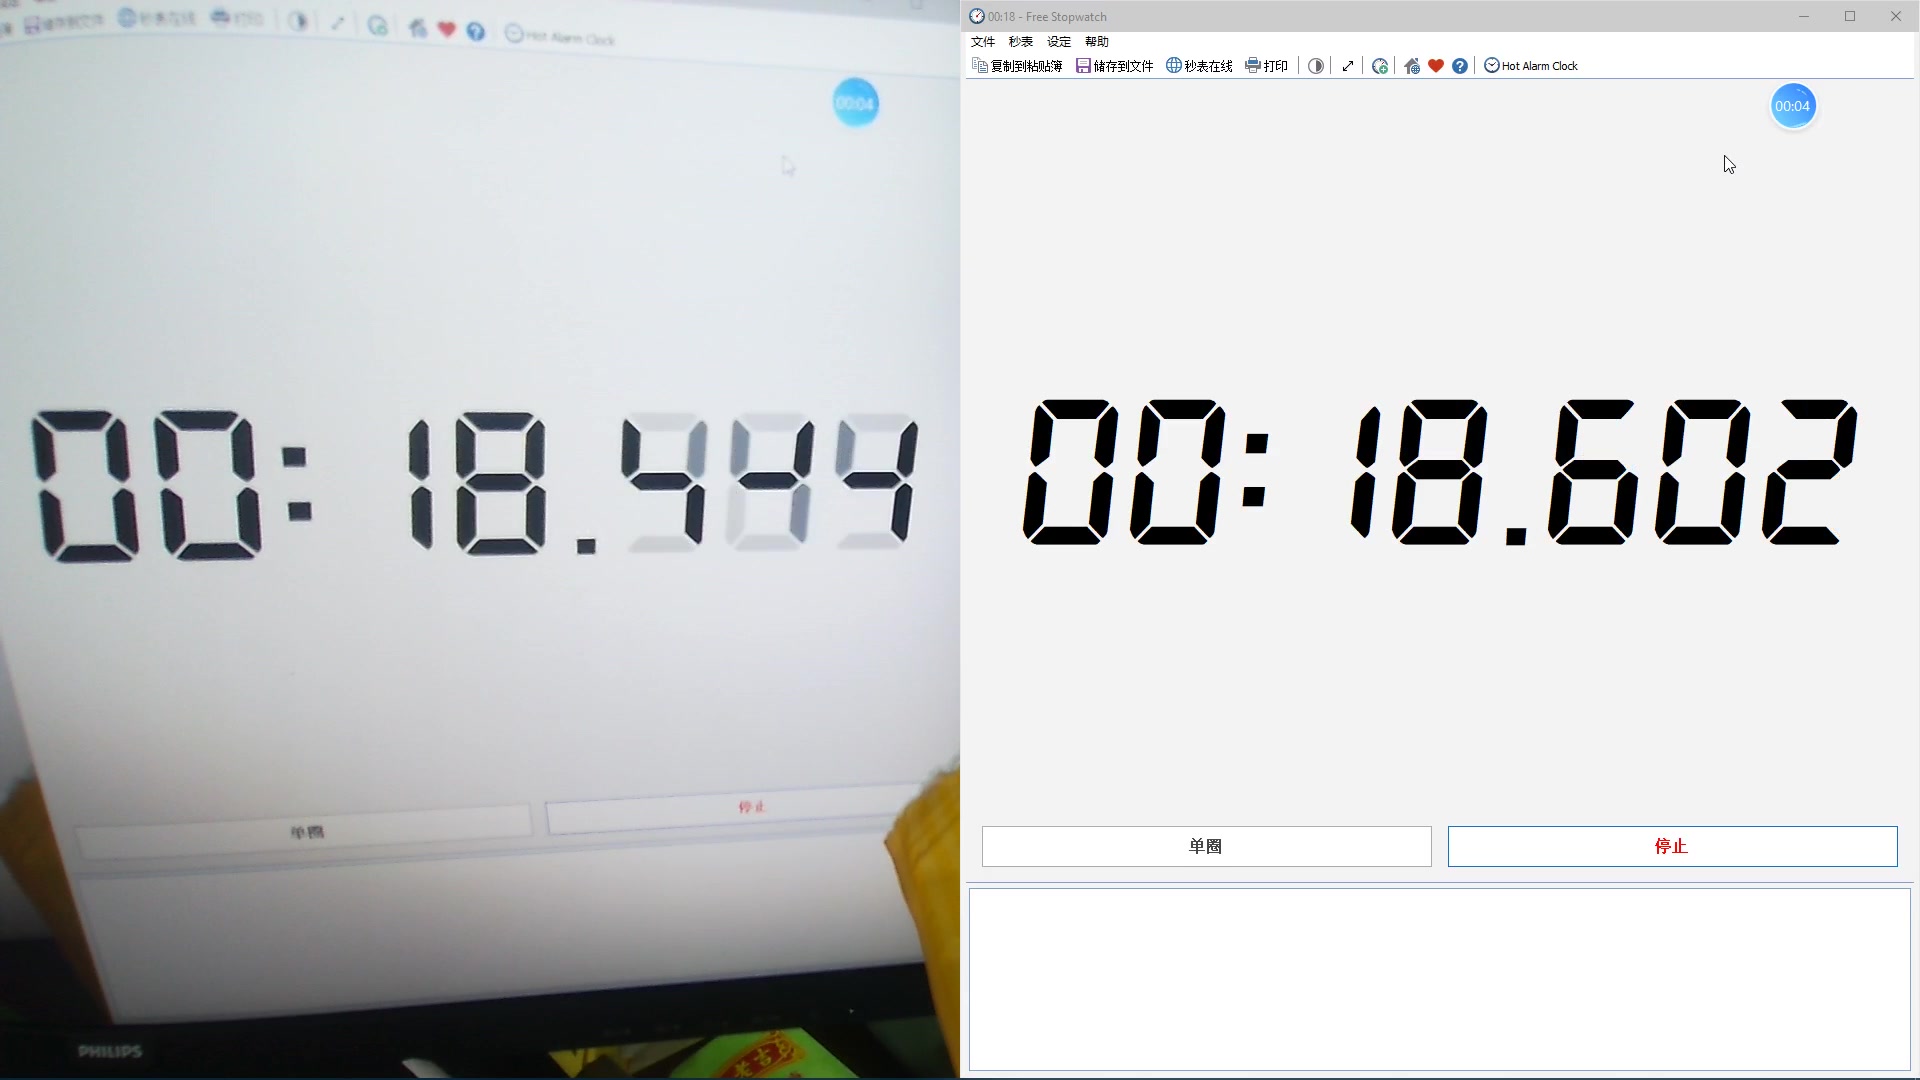 储存到文件 秒表在线 打印 Hot Alarm Clock
00:04
00:18.
单圈 停止
PHILIPS
00:18 - Free Stopwatch
文件 秒表 设定 帮助
复制到粘贴簿 储存到文件 秒表在线 打印 Hot Alarm Clock
00:04
00:18.602
单圈 停止